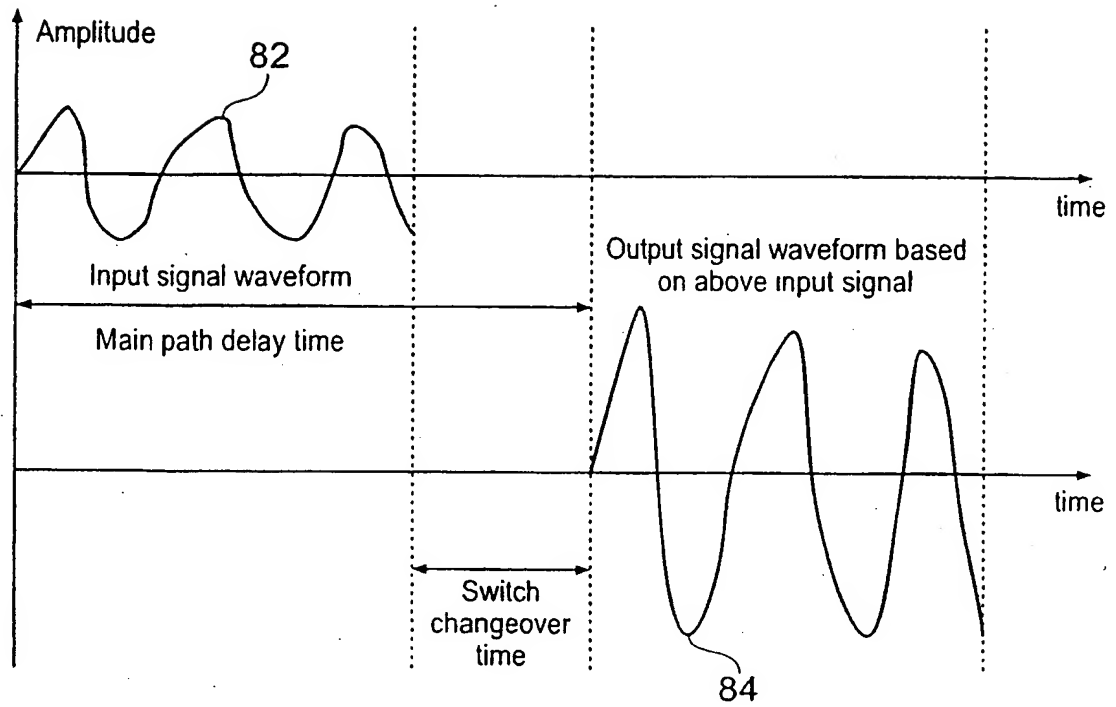 Amplitude
82
time
Input signal waveform
Output signal waveform based
on above input signal
Main path delay time
time
Switch
changeover
time
84